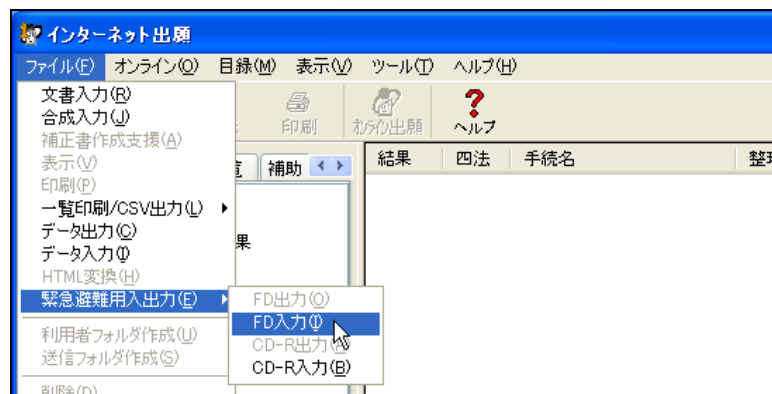 インターネット出願
ファイル(F) オンライン(O) 目録(M) 表示(V) ツール(T) ヘルプ(H)
印刷 オンライン出願 ヘルプ
補助
結果 四法 手続名
果
文書入力(R)
合成入力(J)
補正書作成支援(A)
表示(V)
印刷(P)
一覧印刷/CSV出力(L)
データ出力(C)
データ入力(I)
HTML変換(H)
緊急避難用入出力(E)
利用者フォルダ作成(U)
送信フォルダ作成(S)
削除(D)
FD出力(O)
FD入力(I)
CD-R出力
CD-R入力(B)